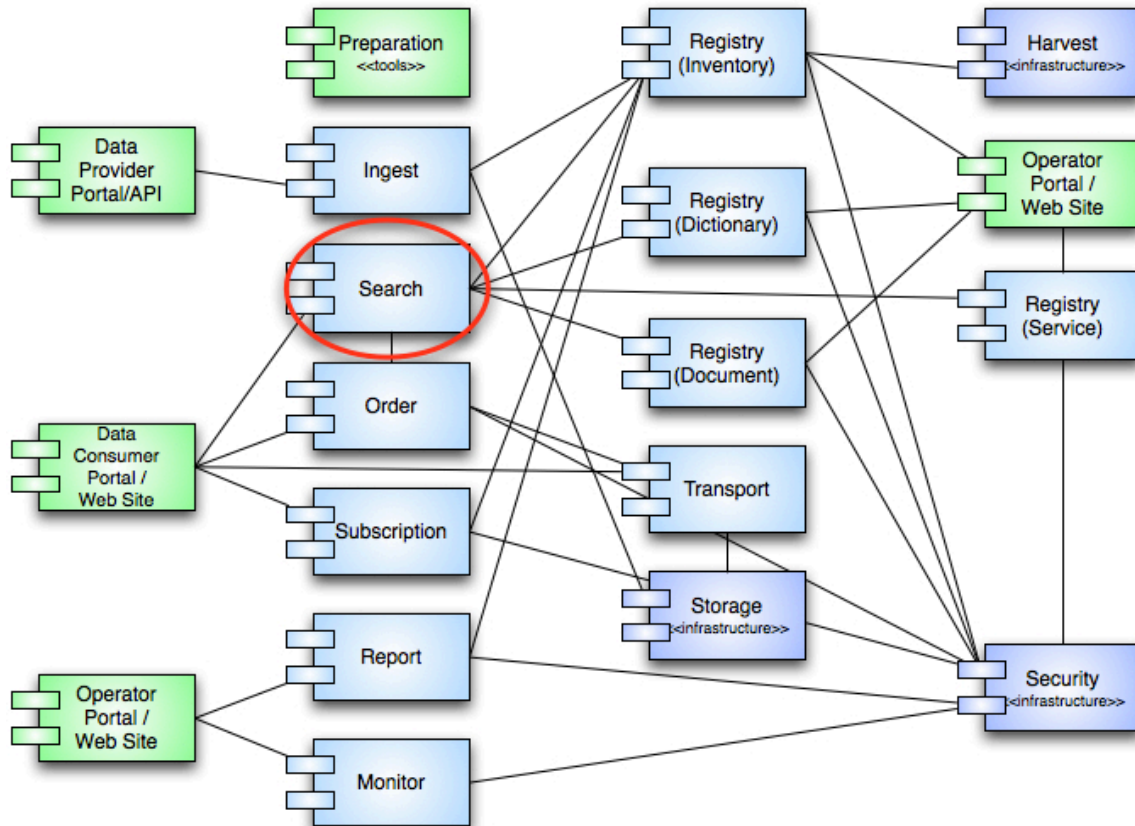 Preparation
<<tools>>
Registry
(Inventory)
Harvest
<<infrastructure>>
Data
Provider
Portal/API
Ingest
Registry
(Dictionary)
Operator
Portal /
Web Site
Search
Registry
(Service)
Registry
(Document)
Order
Data
Consumer
Portal /
Web Site
Transport
Subscription
Storage
<<infrastructure>>
Report
Security
<<infrastructure>>
Operator
Portal /
Web Site
Monitor